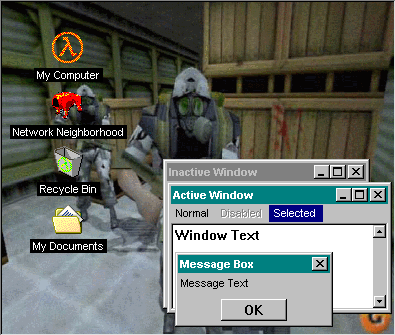 My Computer
Network Neighborhood
Recycle Bin
My Documents
Inactive Window
Active Window
Normal Disabled Selected
Window Text
Message Box
Message Text
OK